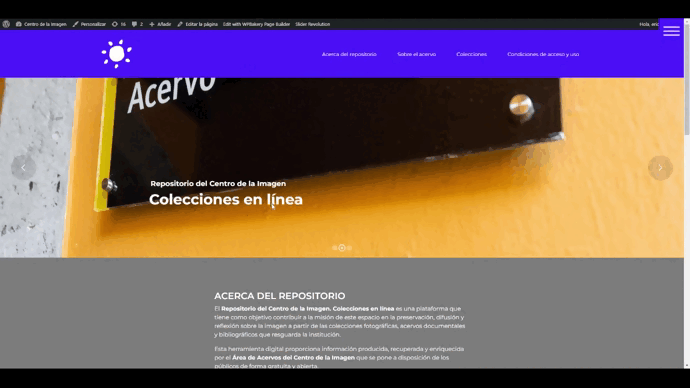 Centro de la Imagen Personalizar 16 2 Añadir Editar la página Edit with WPBakery Page Builder Slider Revolution Hola, eric
Acerca del repositorio Sobre el acervo Colecciones Condiciones de acceso y uso
Acervo
Repositorio del Centro de la Imagen
Colecciones en línea
ACERCA DEL REPOSITORIO
El Repositorio del Centro de la Imagen. Colecciones en línea es una plataforma que
tiene como objetivo contribuir a la misión de este espacio en la preservación, difusión y
reflexión sobre la imagen a partir de las colecciones fotográficas, acervos documentales
y bibliográficos que resguarda la institución.
Esta herramienta digital proporciona información producida, recuperada y enriquecida
por el Área de Acervos del Centro de la Imagen que se pone a disposición de los
públicos de forma gratuita y abierta.